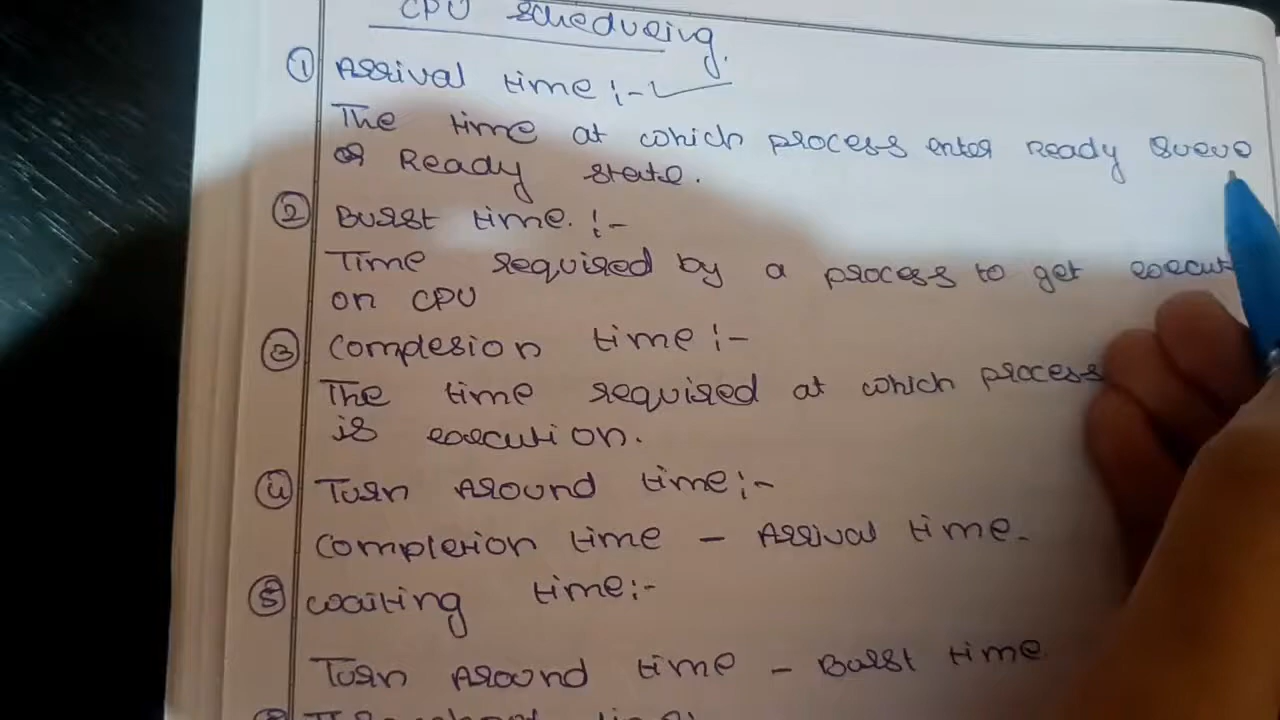 CPU Scheduling.
① Arrival time :-
The time at which process enter Ready Queue
or Ready state.
② Burst time. :-
Time required by a process to get execut
on CPU
③ Complesion time :-
The time required at which process
is execution.
④ Turn Around time :-
Completion time - Arrival time.
⑤ Waiting time :-
Turn Around time - Burst time.